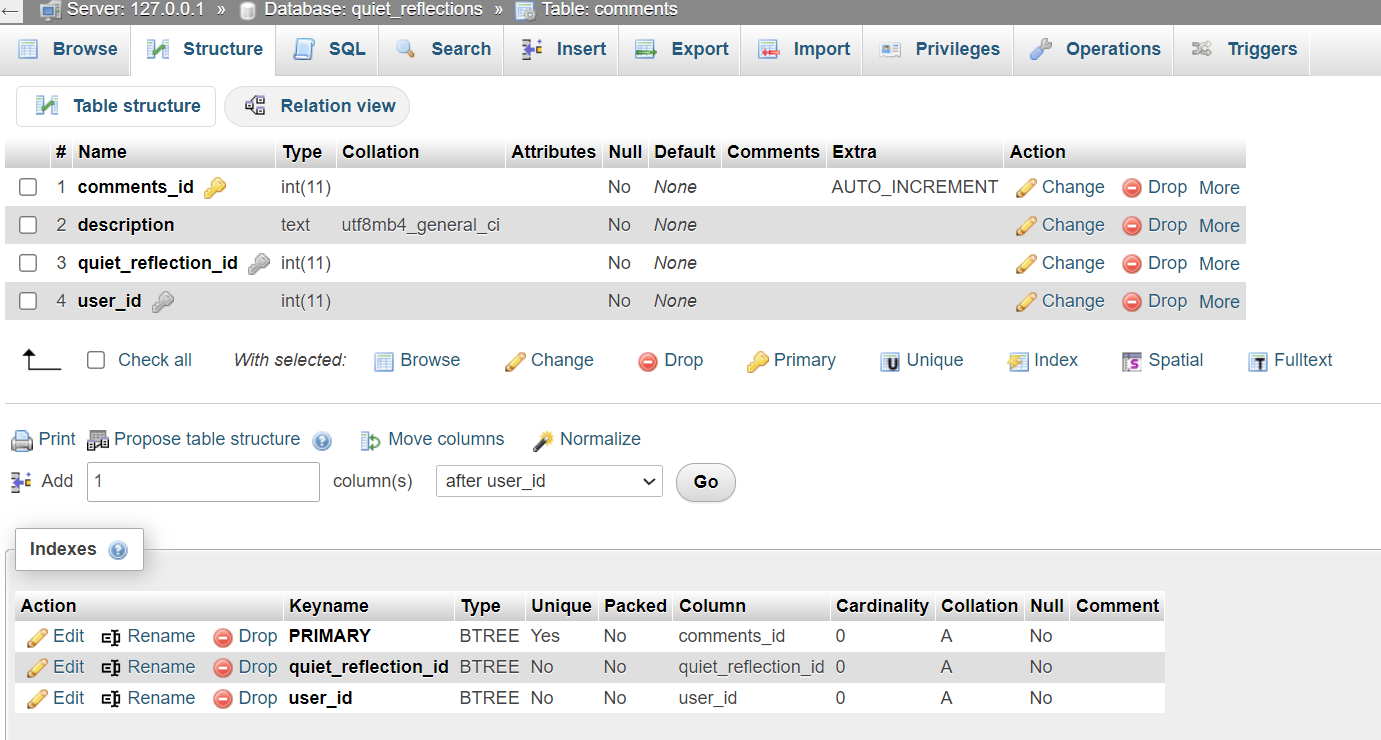 Server: 127.0.0.1 » Database: quiet_reflections » Table: comments
Browse Structure SQL Search Insert Export Import Privileges Operations Triggers
Table structure Relation view
# Name Type Collation Attributes Null Default Comments Extra Action
1 comments_id int(11) No None AUTO_INCREMENT Change Drop More
2 description text utf8mb4_general_ci No None Change Drop More
3 quiet_reflection_id int(11) No None Change Drop More
4 user_id int(11) No None Change Drop More
Check all With selected: Browse Change Drop Primary Unique Index Spatial Fulltext
Print Propose table structure Move columns Normalize
Add 1 column(s) after user_id Go
Indexes
Action Keyname Type Unique Packed Column Cardinality Collation Null Comment
Edit Rename Drop PRIMARY BTREE Yes No comments_id 0 A No
Edit Rename Drop quiet_reflection_id BTREE No No quiet_reflection_id 0 A No
Edit Rename Drop user_id BTREE No No user_id 0 A No